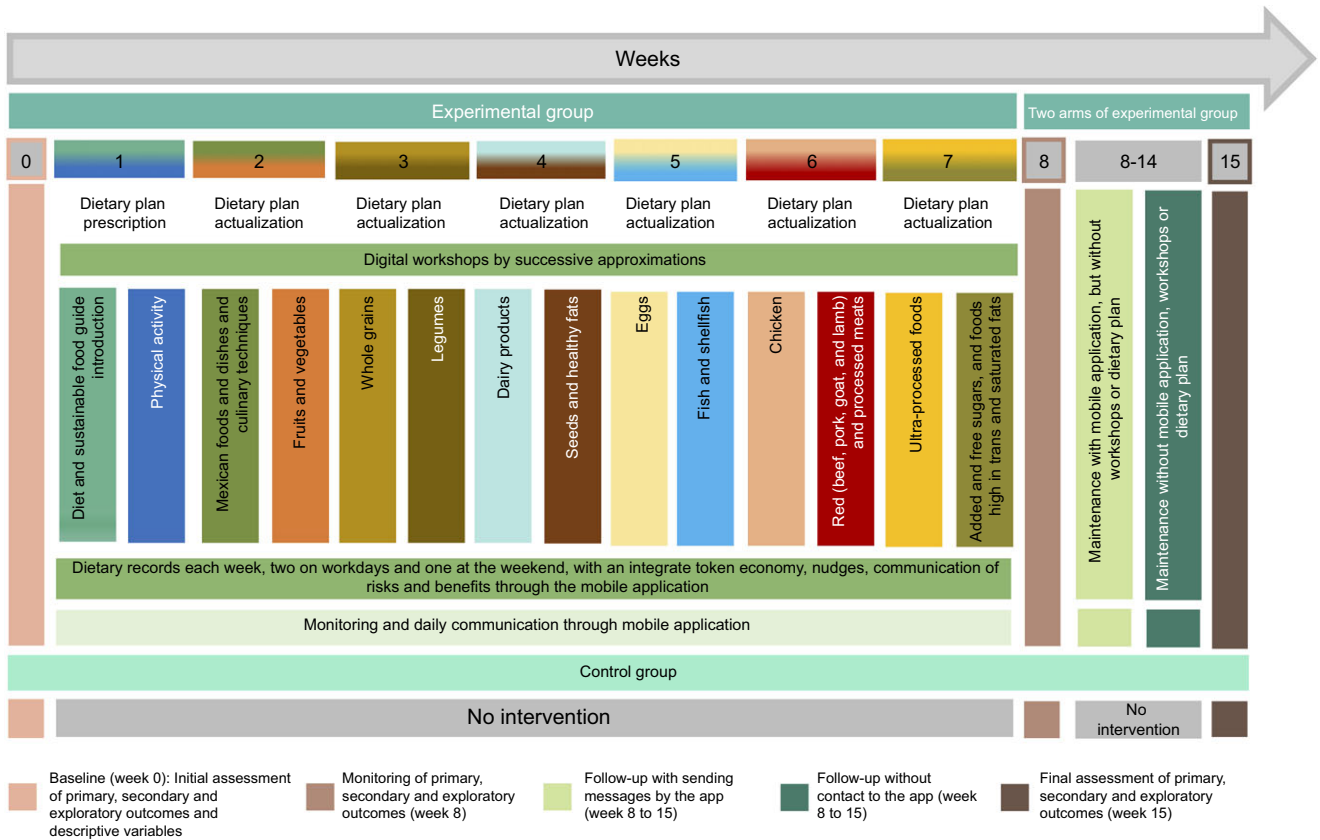 Weeks
Experimental group
Two arms of experimental group
0
1
2
3
4
5
6
7
8
8-14
15
Dietary plan
prescription
Dietary plan
actualization
Dietary plan
actualization
Dietary plan
actualization
Dietary plan
actualization
Dietary plan
actualization
Dietary plan
actualization
Digital workshops by successive approximations
Diet and sustainable food guide
introduction
Physical activity
Mexican foods and dishes and
culinary techniques
Fruits and vegetables
Whole grains
Legumes
Dairy products
Seeds and healthy fats
Eggs
Fish and shellfish
Chicken
Red (beef, pork, goat, and lamb)
and processed meats
Ultra-processed foods
Added and free sugars, and foods
high in trans and saturated fats
Maintenance with mobile application, but without
workshops or dietary plan
Maintenance without mobile application, workshops or
dietary plan
Dietary records each week, two on workdays and one at the weekend, with an integrate token economy, nudges, communication of
risks and benefits through the mobile application
Monitoring and daily communication through mobile application
Control group
No intervention
No
intervention
Baseline (week 0): Initial assessment
of primary, secondary and
exploratory outcomes and
descriptive variables
Monitoring of primary,
secondary and exploratory
outcomes (week 8)
Follow-up with sending
messages by the app
(week 8 to 15)
Follow-up without
contact to the app (week
8 to 15)
Final assessment of primary,
secondary and exploratory
outcomes (week 15)